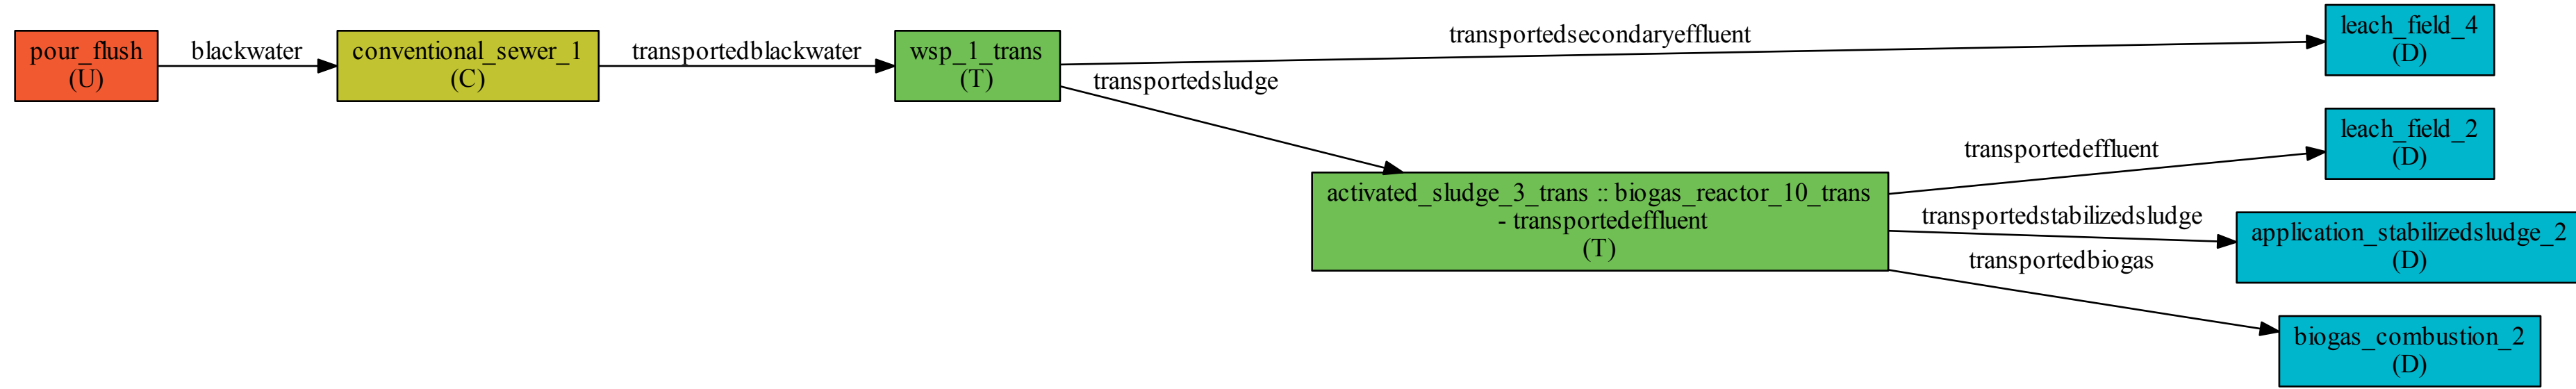 pour_flush
(U)
blackwater
conventional_sewer_1
(C)
transportedblackwater
wsp_1_trans
(T)
transportedsecondaryeffluent
leach_field_4
(D)
transportedsludge
activated_sludge_3_trans :: biogas_reactor_10_trans
- transportedeffluent
(T)
transportedeffluent
leach_field_2
(D)
transportedstabilizedsludge
application_stabilizedsludge_2
(D)
transportedbiogas
biogas_combustion_2
(D)